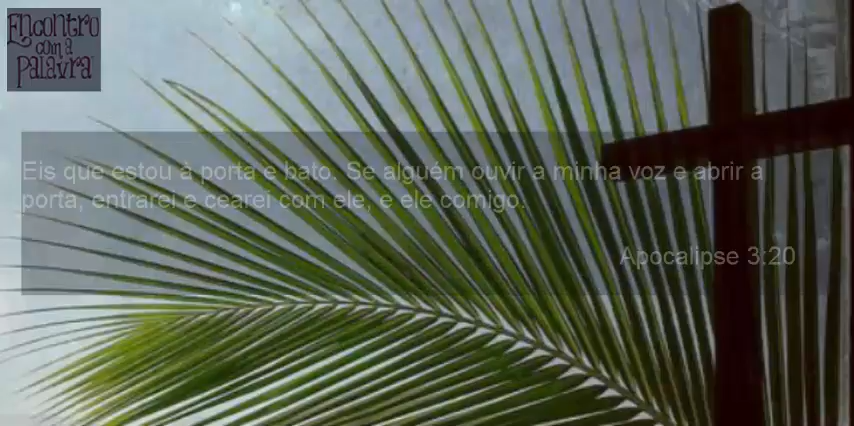 Encontro
com a
Palavra
Eis que estou à porta e bato. Se alguém ouvir a minha voz e abrir a
porta, entrarei e cearei com ele, e ele comigo.
Apocalipse 3:20